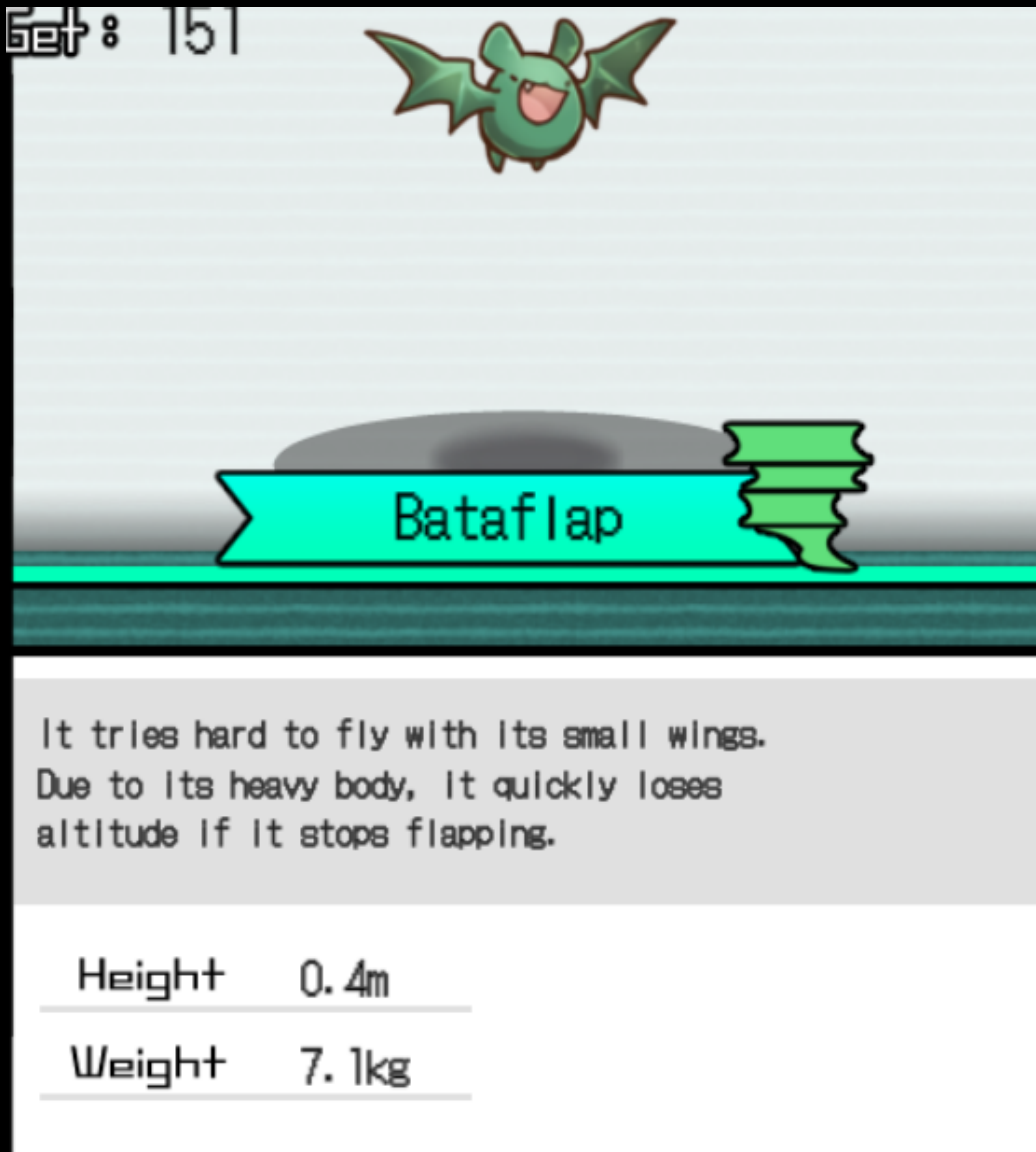 Get: 151
Bataflap
It tries hard to fly with its small wings.
Due to its heavy body, it quickly loses
altitude if it stops flapping.
Height 0.4m
Weight 7.1kg